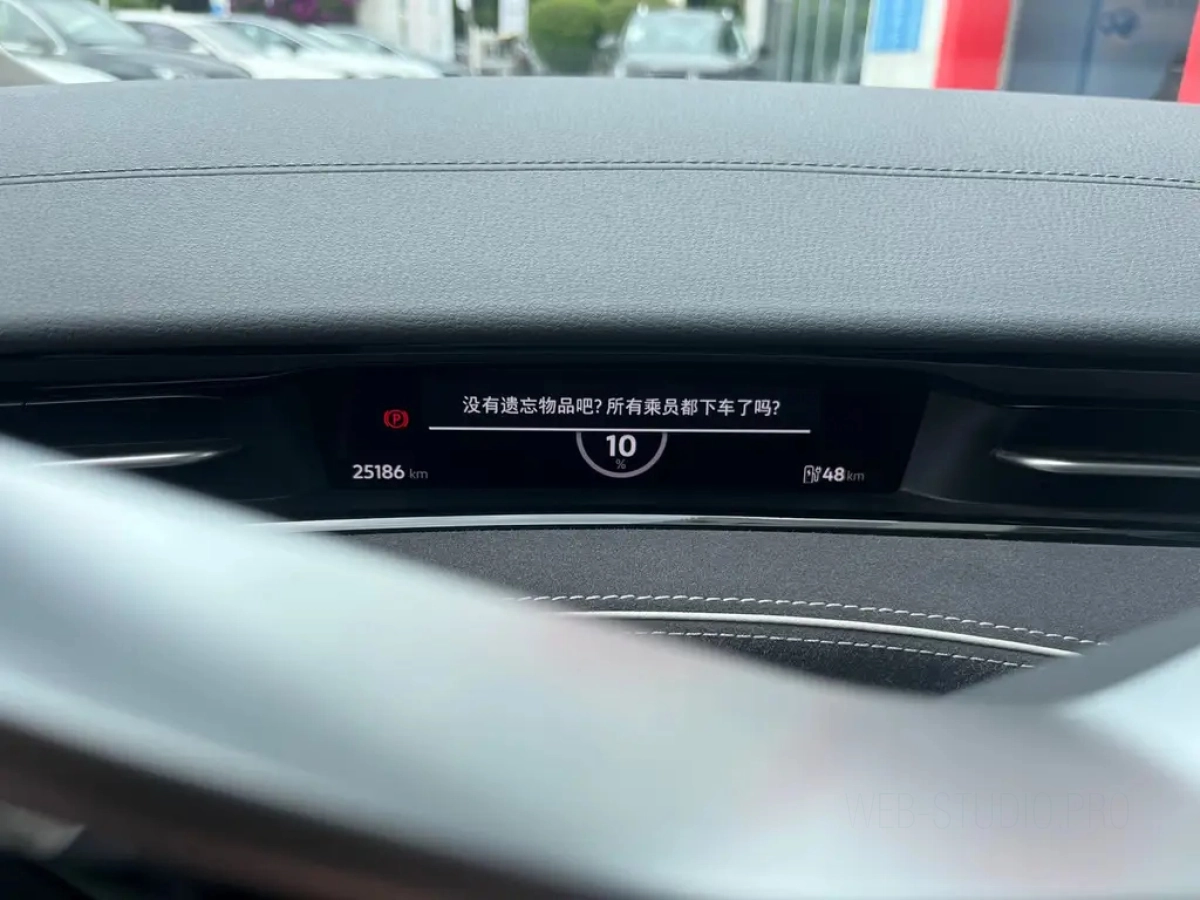 没有遗忘物品吧?所有乘员都下车了吗?
P
10
%
25186 km
48 km
WEB-STUDIO.PRO